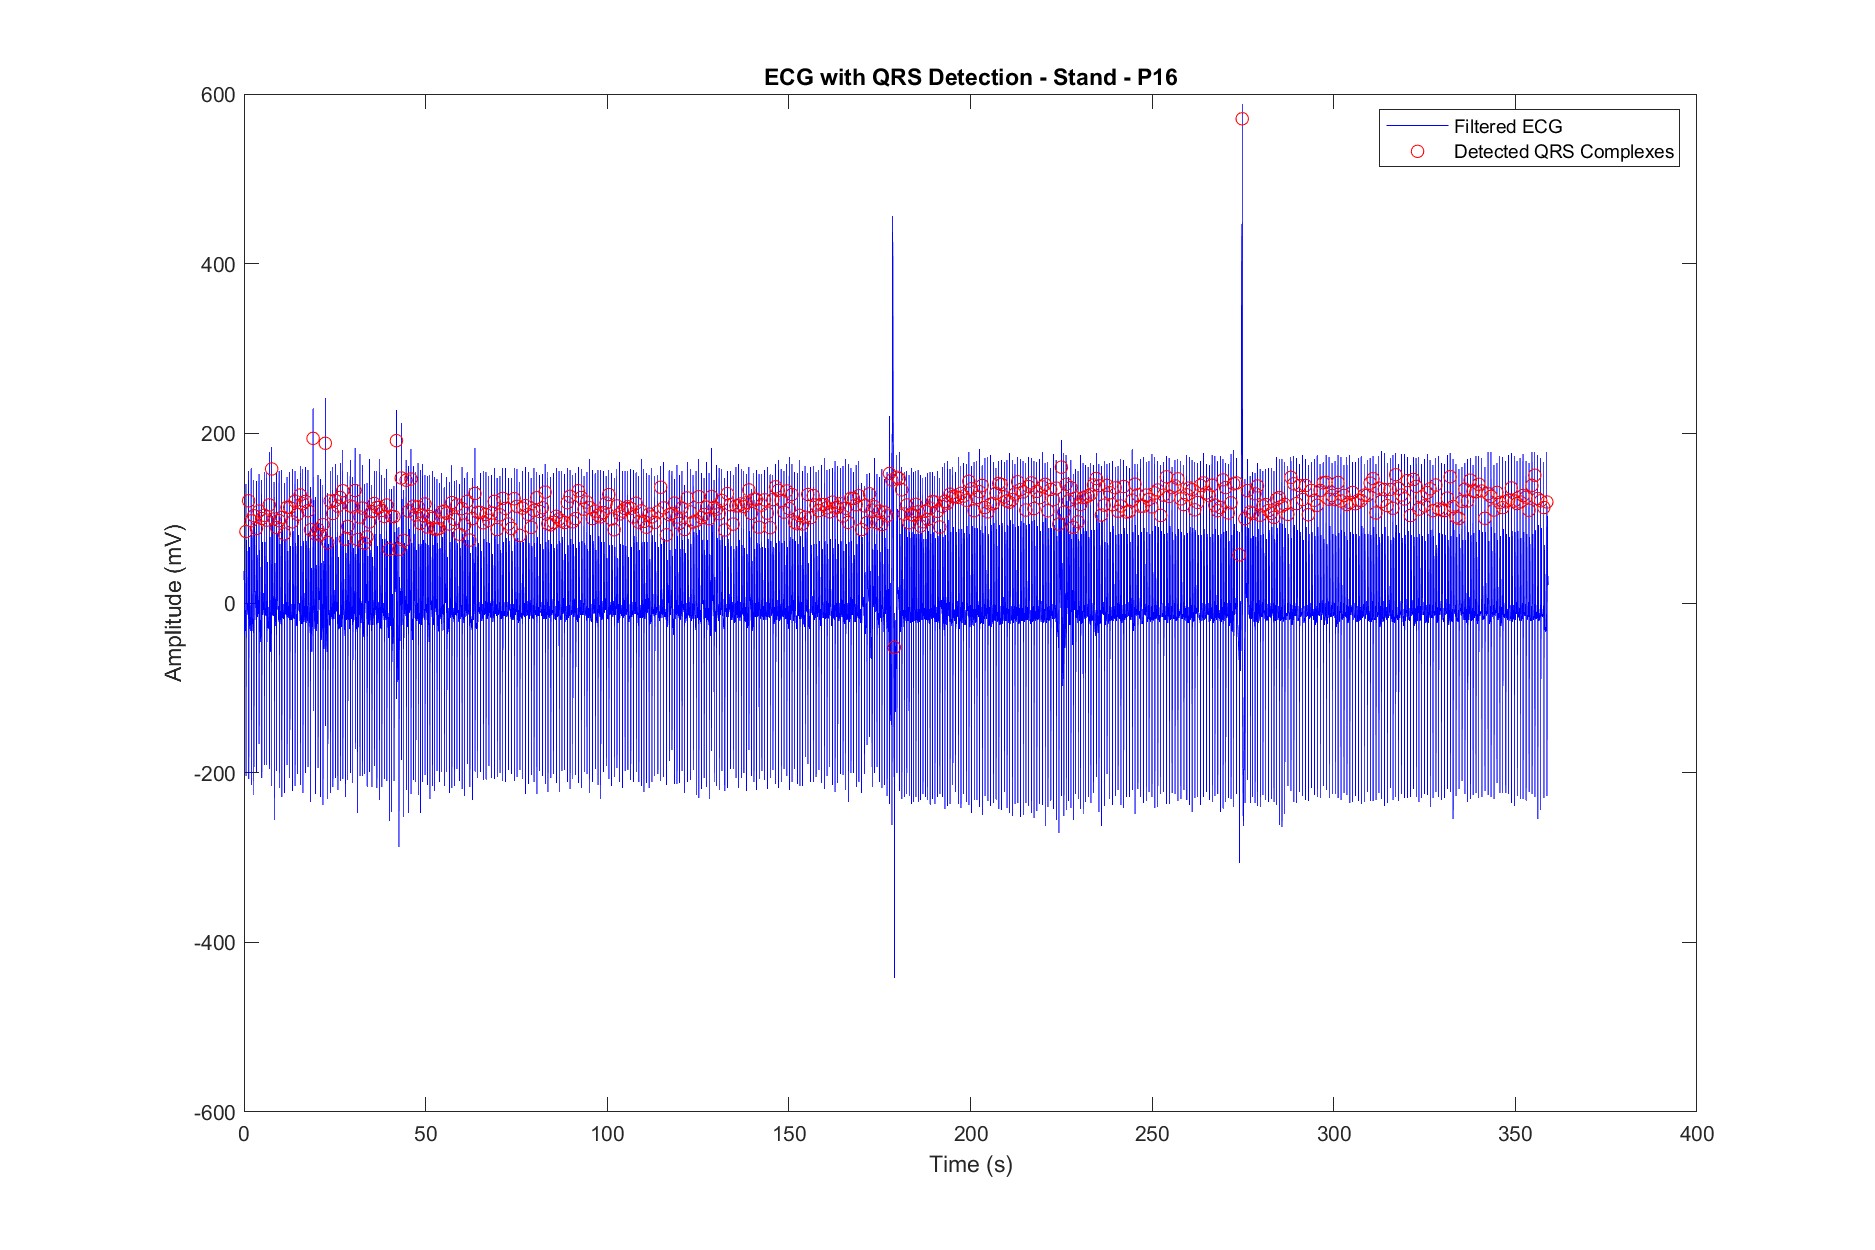 ECG with QRS Detection - Stand - P16
Filtered ECG
Detected QRS Complexes
600
400
200
0
-200
-400
-600
Amplitude (mV)
0 50 100 150 200 250 300 350 400
Time (s)